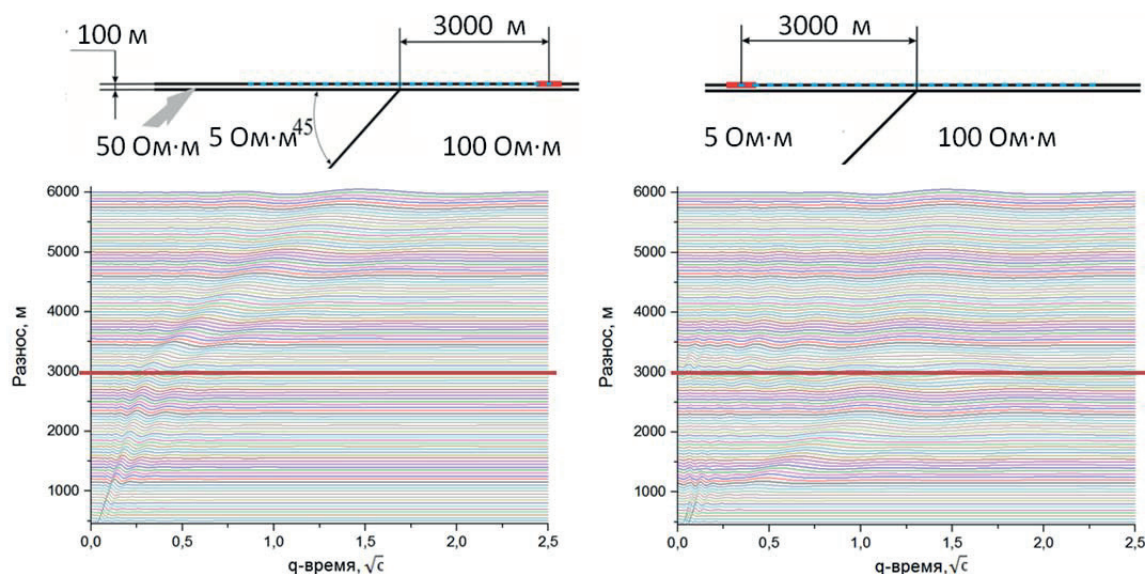 100 м
3000 м
50 Ом·м
5 Ом·м
45
100 Ом·м
3000 м
5 Ом·м
100 Ом·м
6000
5000
4000
3000
2000
1000
Разнос, м
0,0 0,5 1,0 1,5 2,0 2,5
q-время, √с
6000
5000
4000
3000
2000
1000
Разнос, м
0,0 0,5 1,0 1,5 2,0 2,5
q-время, √с